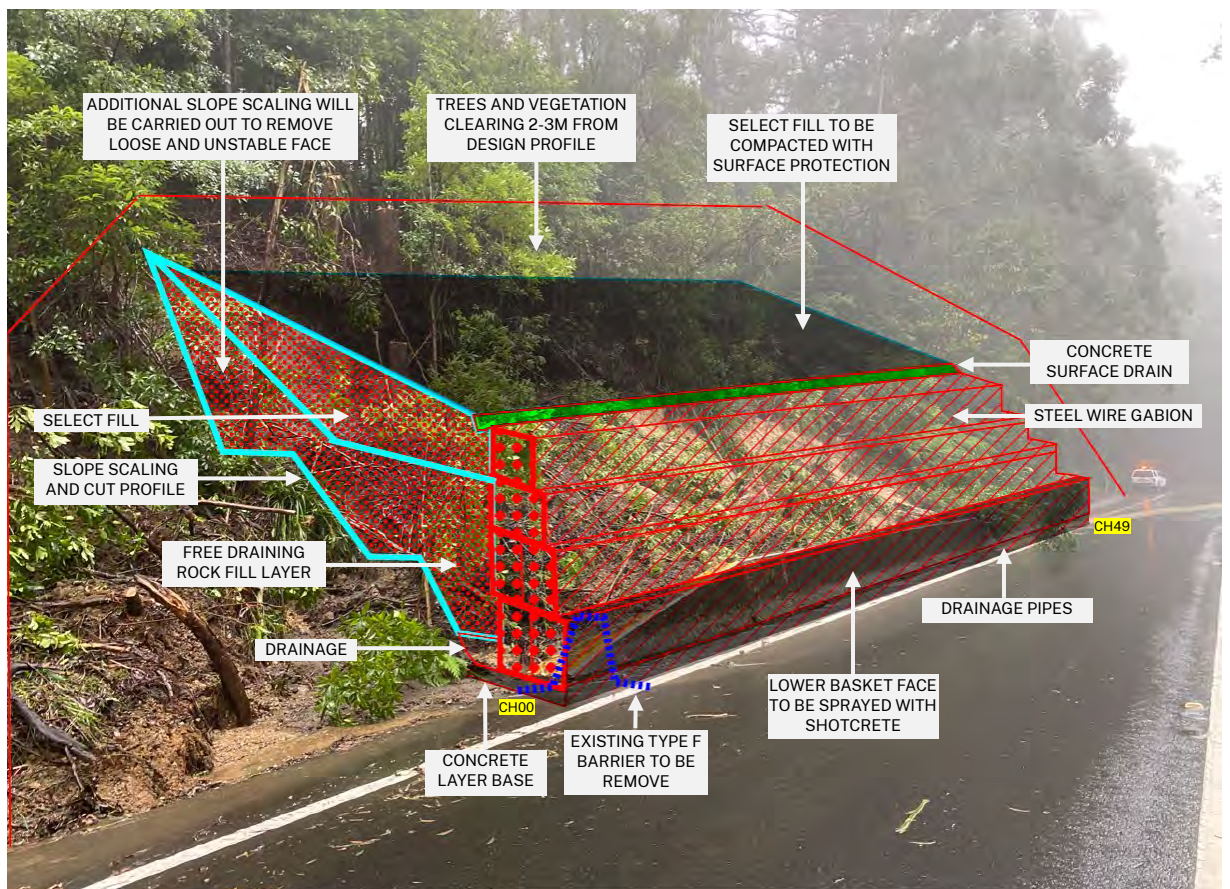 ADDITIONAL SLOPE SCALING WILL
BE CARRIED OUT TO REMOVE
LOOSE AND UNSTABLE FACE
TREES AND VEGETATION
CLEARING 2-3M FROM
DESIGN PROFILE
SELECT FILL TO BE
COMPACTED WITH
SURFACE PROTECTION
CONCRETE
SURFACE DRAIN
STEEL WIRE GABION
SELECT FILL
SLOPE SCALING
AND CUT PROFILE
CH49
FREE DRAINING
ROCK FILL LAYER
DRAINAGE PIPES
DRAINAGE
LOWER BASKET FACE
TO BE SPRAYED WITH
SHOTCRETE
CH00
CONCRETE
LAYER BASE
EXISTING TYPE F
BARRIER TO BE
REMOVE